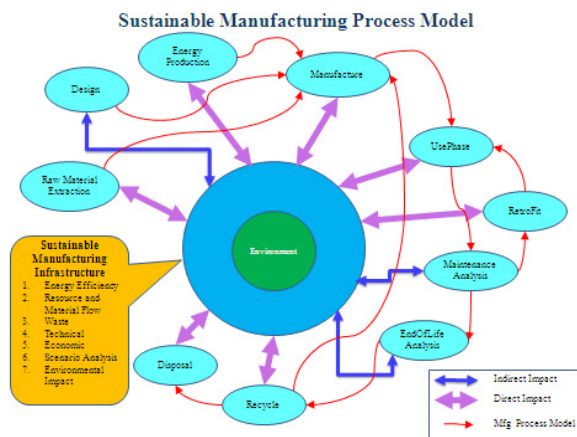 Sustainable Manufacturing Process Model
Energy
Production
Manufacture
Design
UsePhase
Raw Material
Extraction
RetroFit
Environment
Sustainable
Manufacturing
Infrastructure
1. Energy Efficiency
2. Resource and
Material Flow
3. Waste
4. Technical
5. Economic
6. Scenario Analysis
7. Environmental
Impact
Maintenance
Analysis
EndOfLife
Analysis
Disposal
Recycle
Indirect Impact
Direct Impact
Mfg Process Model